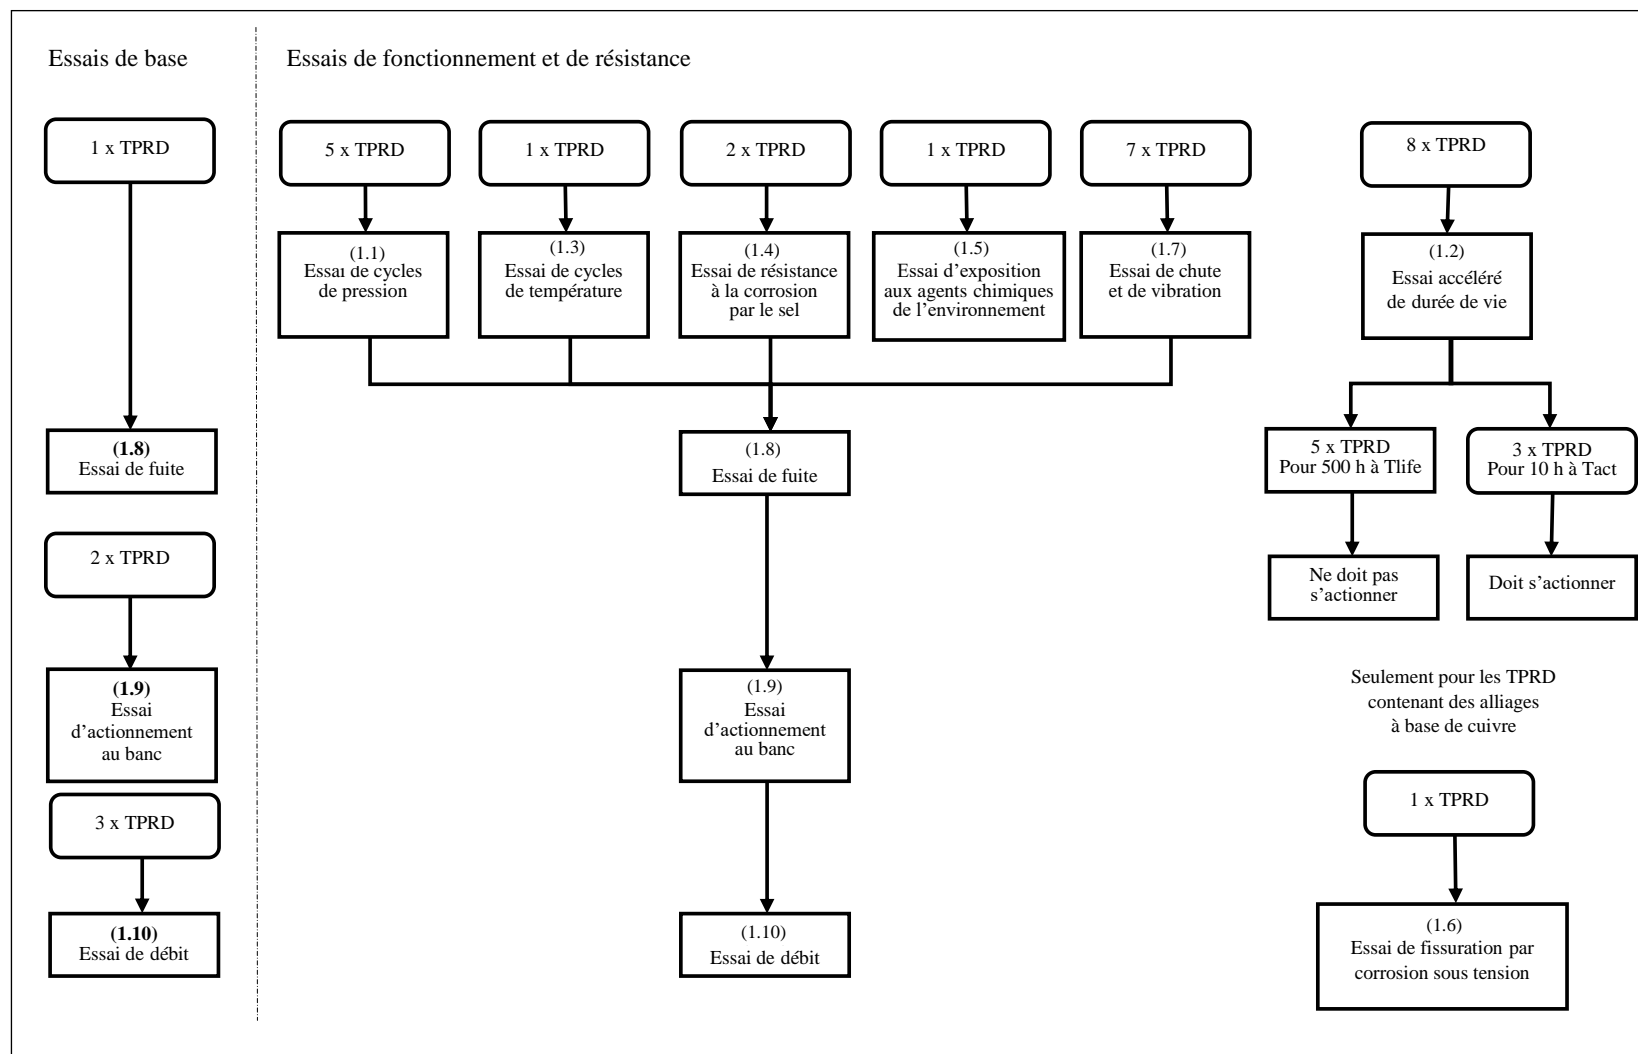 Essais de base
Essais de fonctionnement et de résistance
1 x TPRD
5 x TPRD
1 x TPRD
2 x TPRD
1 x TPRD
7 x TPRD
8 x TPRD
(1.1)
Essai de cycles
de pression
(1.3)
Essai de cycles
de température
(1.4)
Essai de résistance
à la corrosion
par le sel
(1.5)
Essai d’exposition
aux agents chimiques
de l’environnement
(1.7)
Essai de chute
et de vibration
(1.2)
Essai accéléré
de durée de vie
(1.8)
Essai de fuite
(1.8)
Essai de fuite
5 x TPRD
Pour 500 h à Tlife
3 x TPRD
Pour 10 h à Tact
2 x TPRD
Ne doit pas
s’actionner
Doit s’actionner
(1.9)
Essai
d’actionnement
au banc
(1.9)
Essai
d’actionnement
au banc
Seulement pour les TPRD
contenant des alliages
à base de cuivre
3 x TPRD
1 x TPRD
(1.10)
Essai de débit
(1.10)
Essai de débit
(1.6)
Essai de fissuration par
corrosion sous tension